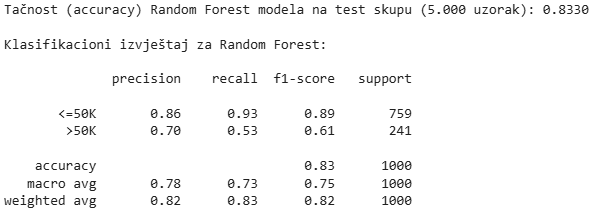 Tačnost (accuracy) Random Forest modela na test skupu (5.000 uzorak): 0.8330
Klasifikacioni izvještaj za Random Forest:
precision recall f1-score support
<=50K 0.86 0.93 0.89 759
>50K 0.70 0.53 0.61 241
accuracy 0.83 1000
macro avg 0.78 0.73 0.75 1000
weighted avg 0.82 0.83 0.82 1000